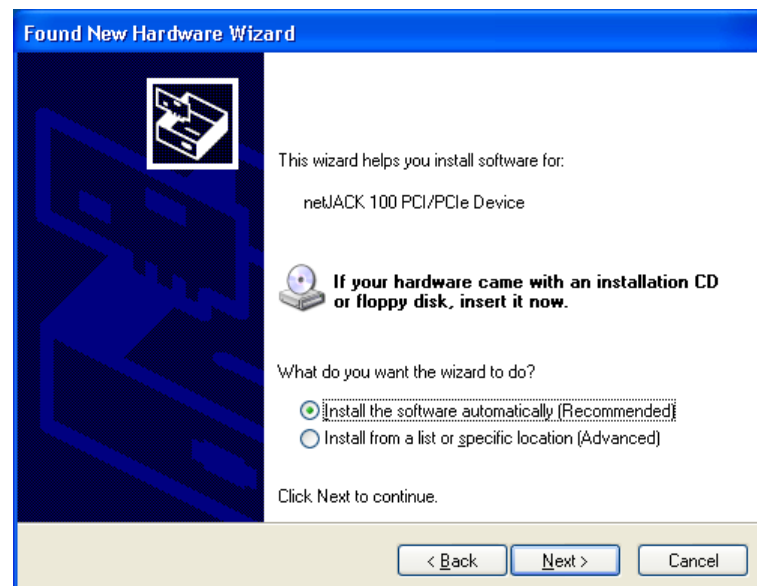 Found New Hardware Wizard
This wizard helps you install software for:
netJACK 100 PCI/PCIe Device
If your hardware came with an installation CD
or floppy disk, insert it now.
What do you want the wizard to do?
Install the software automatically (Recommended)
Install from a list or specific location (Advanced)
Click Next to continue.
< Back
Next >
Cancel